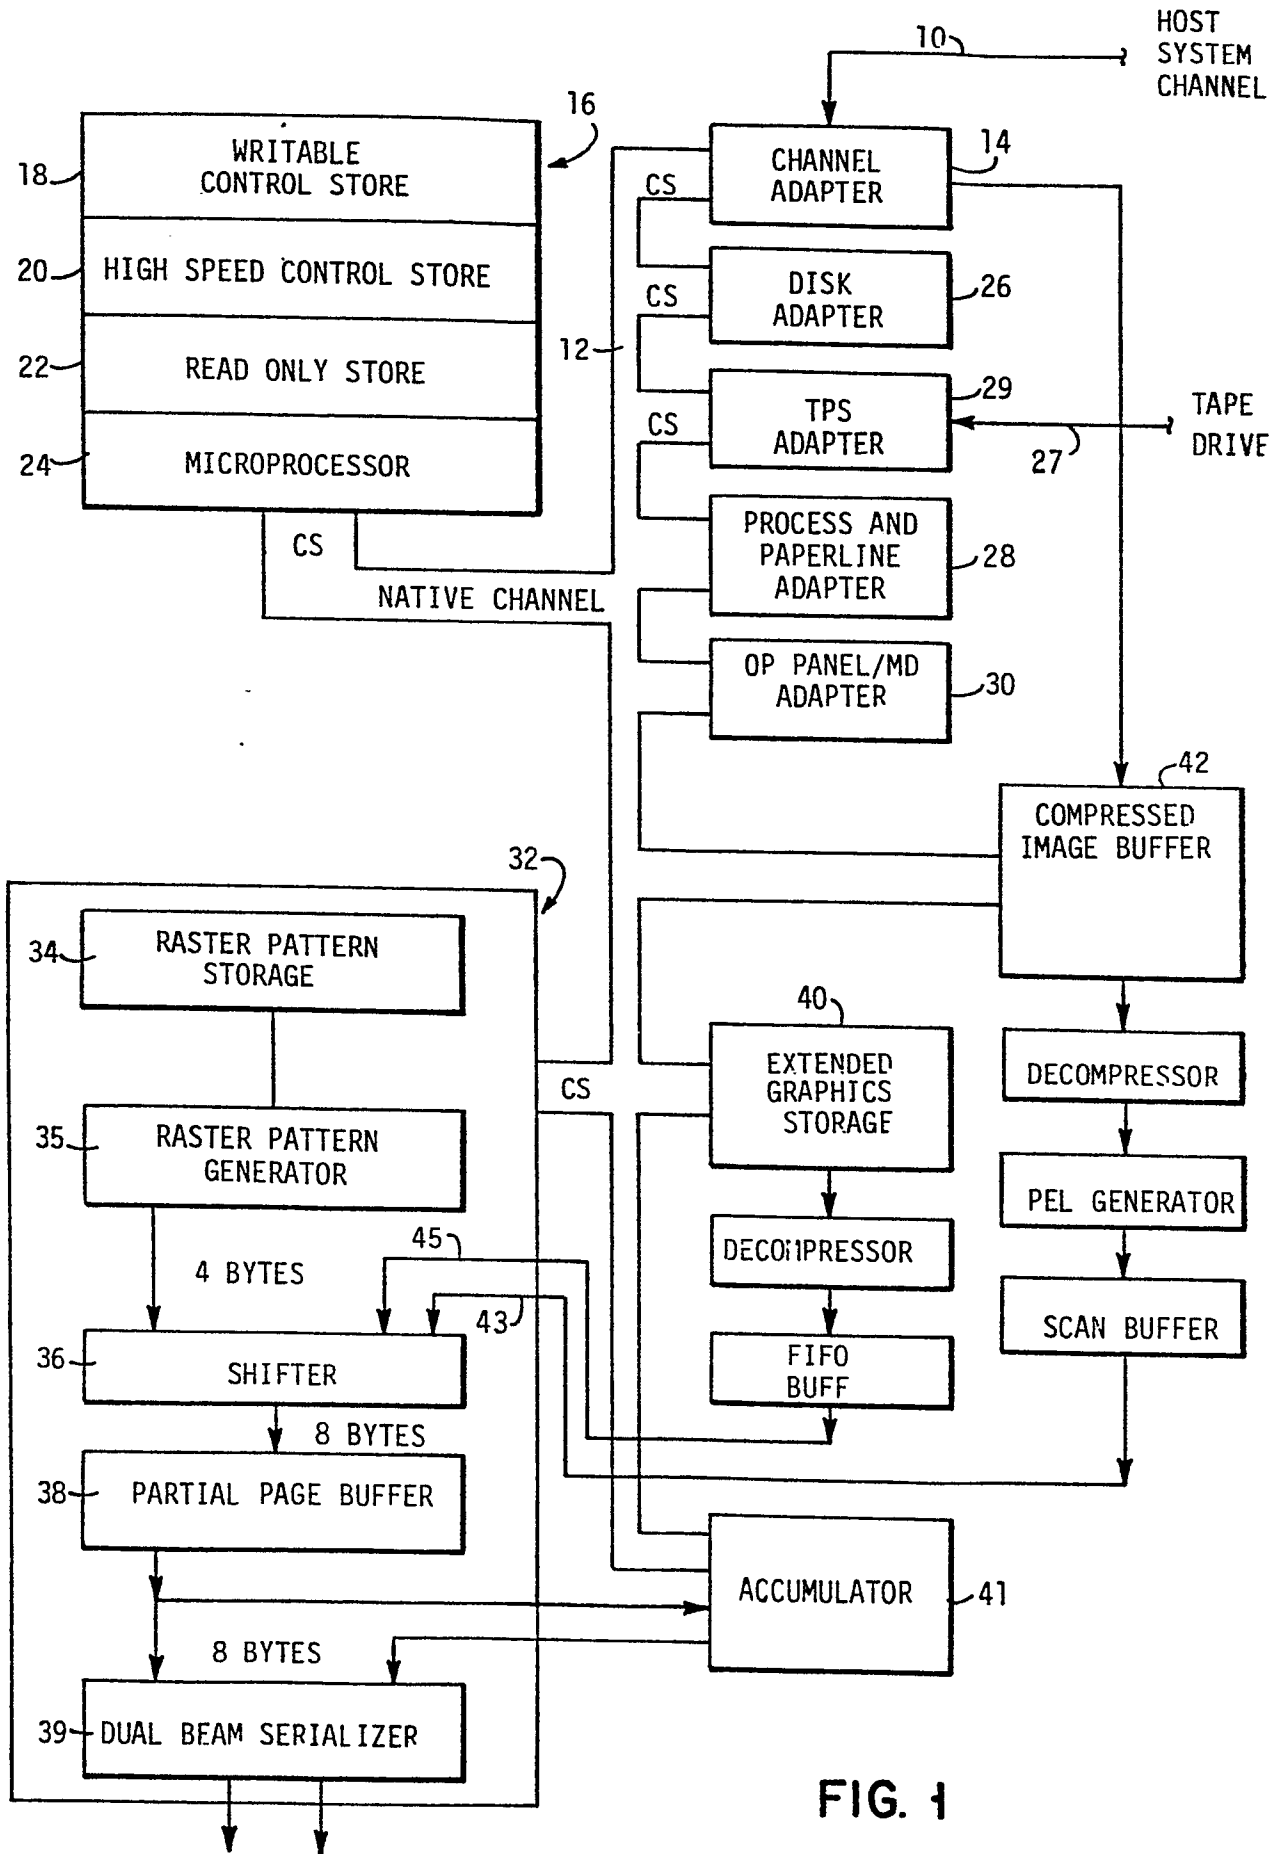 10
HOST
SYSTEM
CHANNEL
16
18
WRITABLE
CONTROL STORE
20
HIGH SPEED CONTROL STORE
22
READ ONLY STORE
24
MICROPROCESSOR
CS
NATIVE CHANNEL
12
14
CHANNEL
ADAPTER
CS
26
DISK
ADAPTER
CS
29
TPS
ADAPTER
CS
27
TAPE
DRIVE
PROCESS AND
PAPERLINE
ADAPTER
28
OP PANEL/MD
ADAPTER
30
42
COMPRESSED
IMAGE BUFFER
32
34
RASTER PATTERN
STORAGE
35
RASTER PATTERN
GENERATOR
CS
40
EXTENDED
GRAPHICS
STORAGE
DECOMPRESSOR
PEL GENERATOR
SCAN BUFFER
DECOMPRESSOR
FIFO
BUFF
45
43
4 BYTES
36
SHIFTER
8 BYTES
38
PARTIAL PAGE BUFFER
ACCUMULATOR
41
8 BYTES
39
DUAL BEAM SERIALIZER
FIG. 1